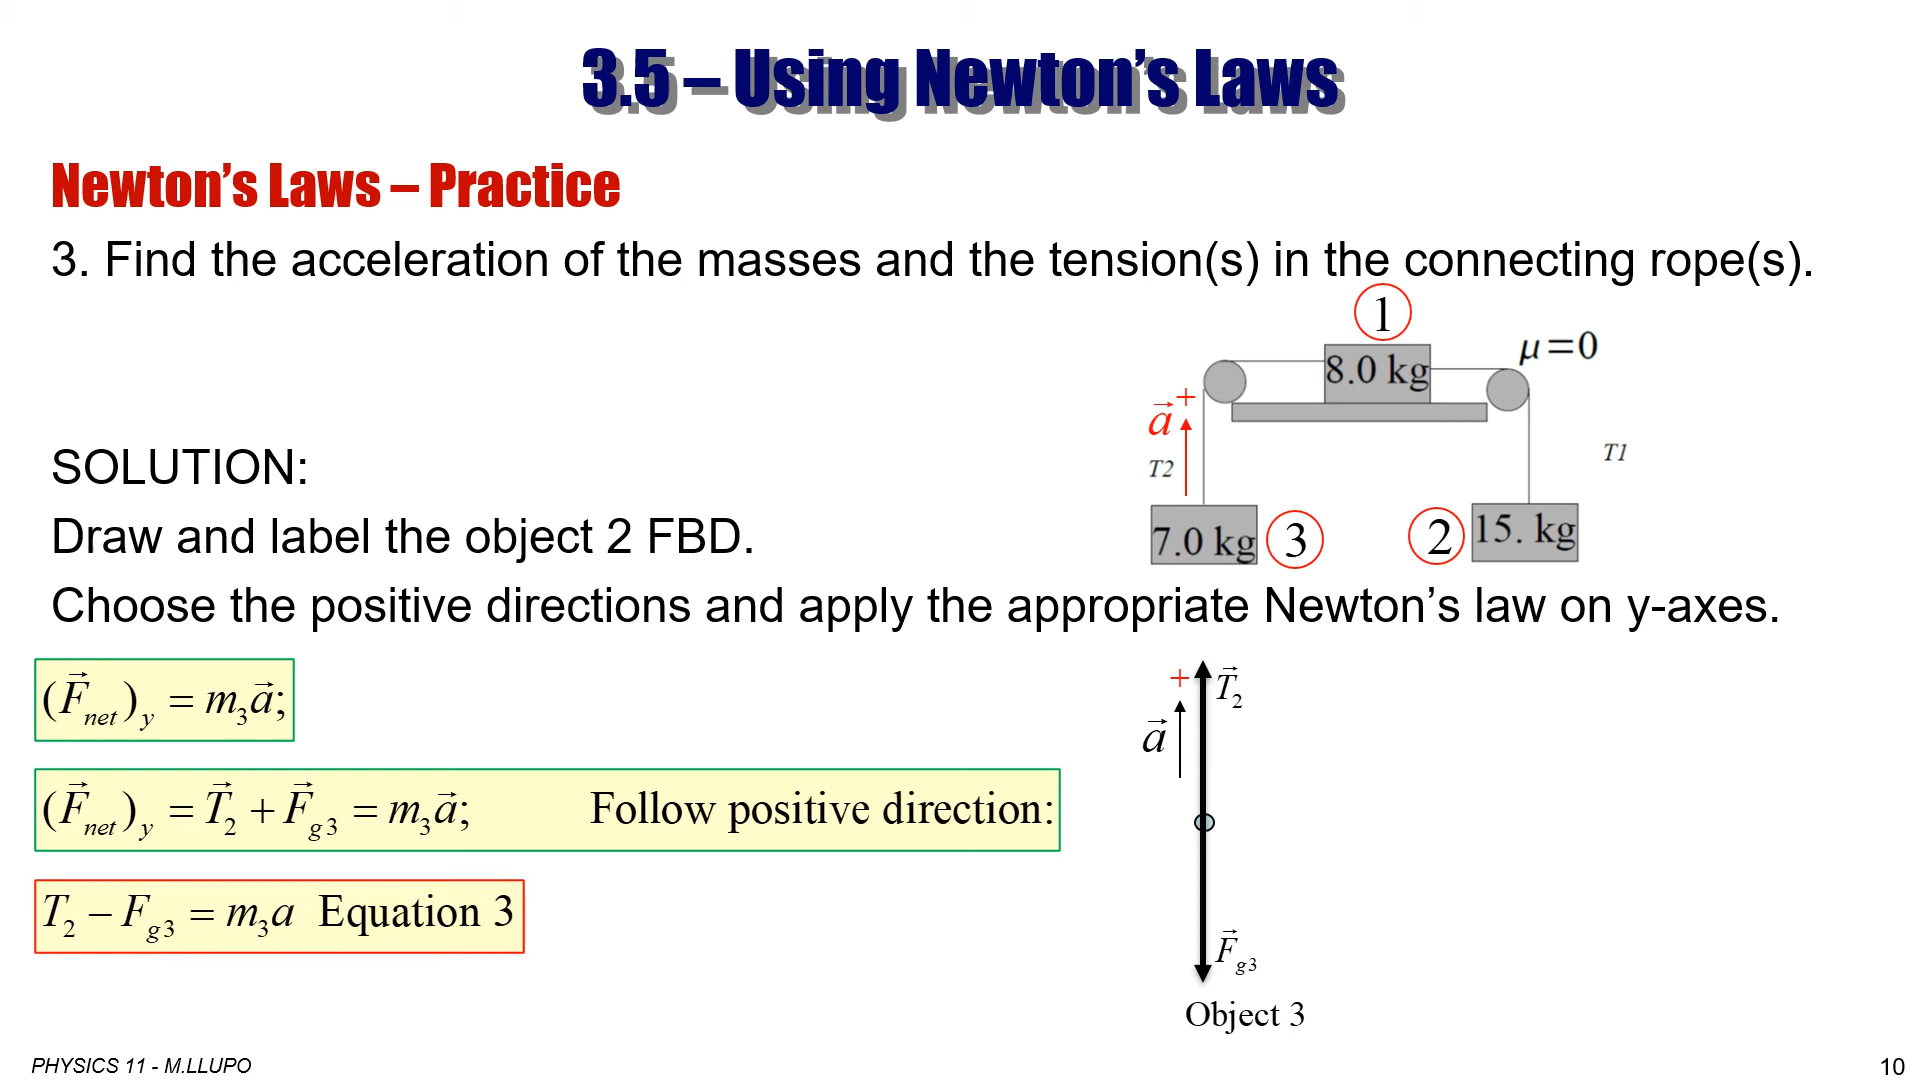 3.5 – Using Newton’s Laws
Newton’s Laws – Practice
3. Find the acceleration of the masses and the tension(s) in the connecting rope(s).
1
8.0 kg
μ=0
+
a⃗
T2
T1
7.0 kg
3
2
15. kg
SOLUTION:
Draw and label the object 2 FBD.
Choose the positive directions and apply the appropriate Newton’s law on y-axes.
(F⃗net)y = m₃a⃗;
(F⃗net)y = T⃗₂ + F⃗g3 = m₃a⃗; Follow positive direction:
T₂ − Fg3 = m₃a Equation 3
+
T⃗₂
a⃗
F⃗g3
Object 3
PHYSICS 11 - M.LLUPO
10